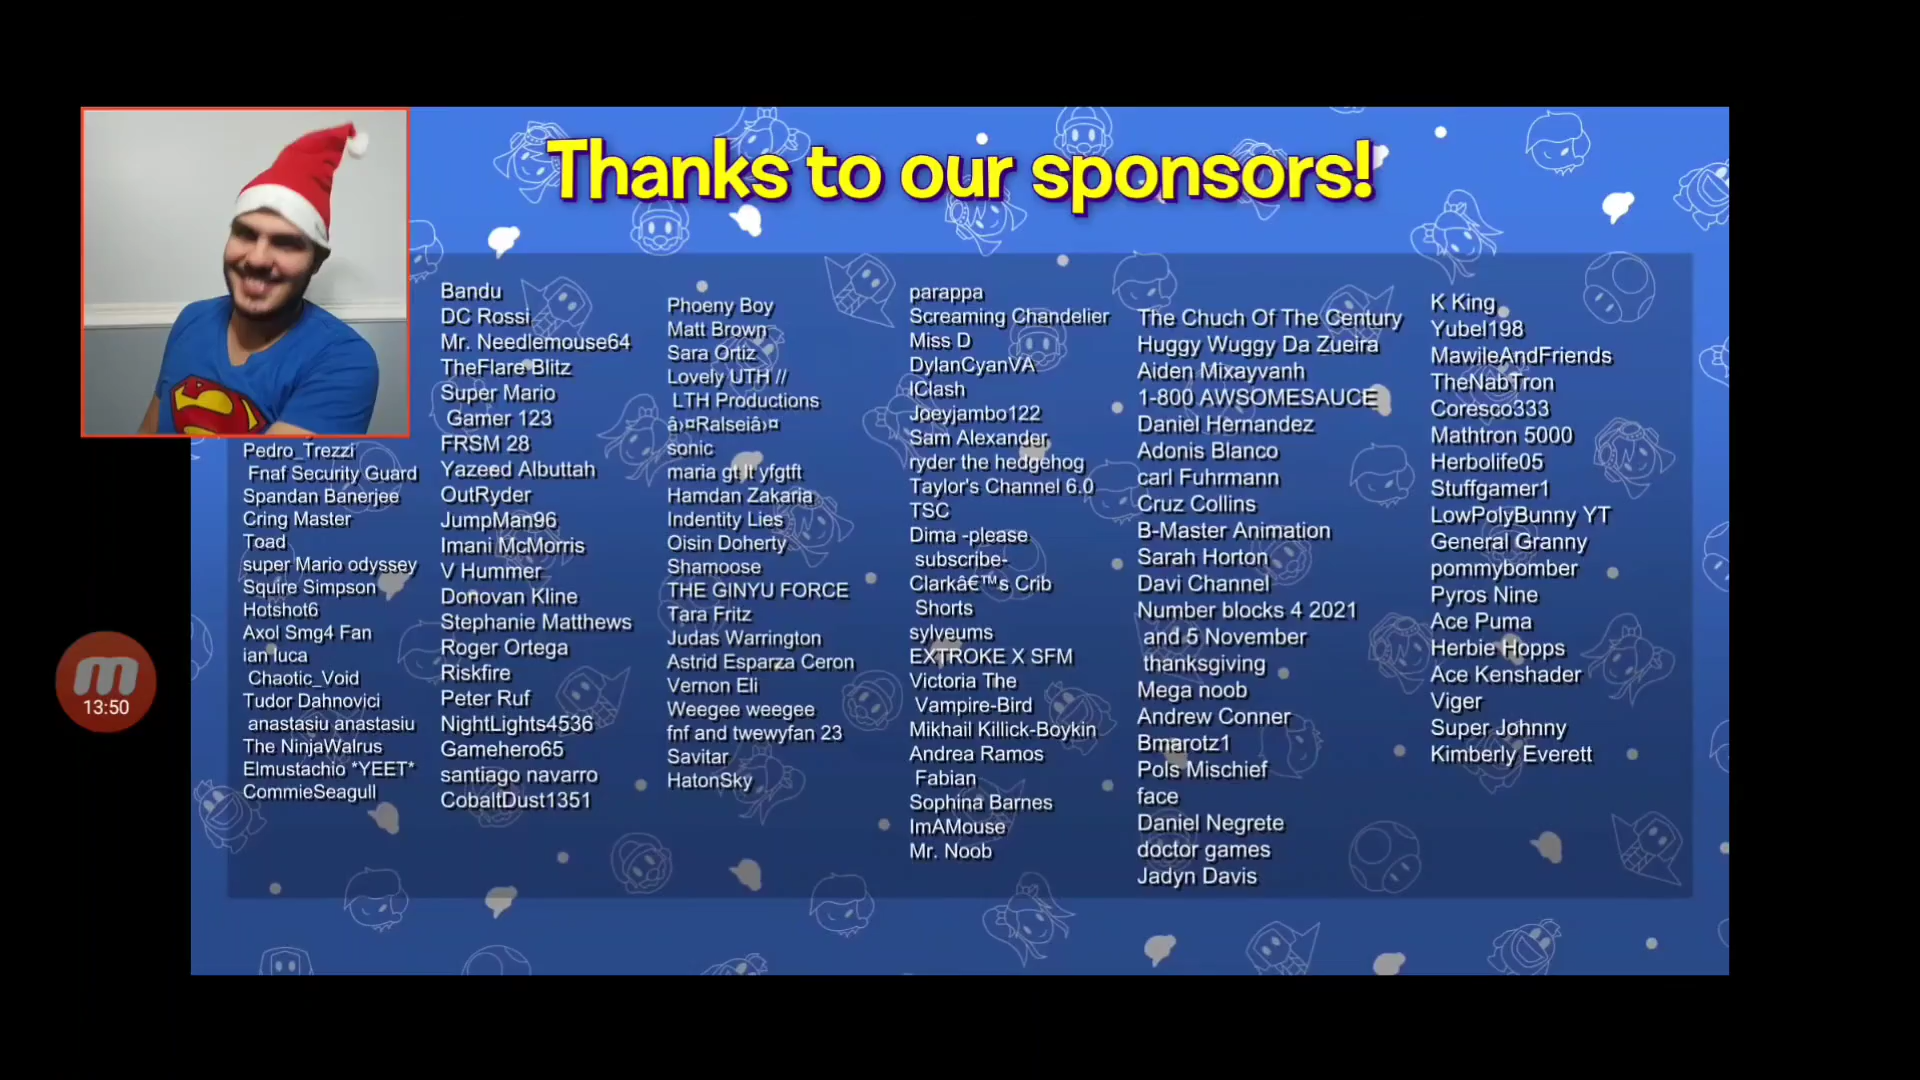 Thanks to our sponsors!
Pedro_Trezzi
Fnaf Security Guard
Spandan Banerjee
Cring Master
Toad
super Mario odyssey
Squire Simpson
Hotshot6
Axol Smg4 Fan
ian luca
Chaotic_Void
Tudor Dahnovici
anastasiu anastasiu
The NinjaWalrus
Elmustachio *YEET*
CommieSeagull
Bandu
DC Rossi
Mr. Needlemouse64
TheFlare Blitz
Super Mario
Gamer 123
FRSM 28
Yazeed Albuttah
OutRyder
JumpMan96
Imani McMorris
V Hummer
Donovan Kline
Stephanie Matthews
Roger Ortega
Riskfire
Peter Ruf
NightLights4536
Gamehero65
santiago navarro
CobaltDust1351
Phoeny Boy
Matt Brown
Sara Ortiz
Lovely UTH //
LTH Productions
â›¤Ralseiâ›¤
sonic
maria gt lt yfgtft
Hamdan Zakaria
Indentity Lies
Oisin Doherty
Shamoose
THE GINYU FORCE
Tara Fritz
Judas Warrington
Astrid Esparza Ceron
Vernon Eli
Weegee weegee
fnf and twewyfan 23
Savitar
HatonSky
parappa
Screaming Chandelier
Miss D
DylanCyanVA
IClash
Joeyjambo122
Sam Alexander
ryder the hedgehog
Taylor's Channel 6.0
TSC
Dima -please
subscribe-
Clarkâ€™s Crib
Shorts
sylveums
EXTROKE X SFM
Victoria The
Vampire-Bird
Mikhail Killick-Boykin
Andrea Ramos
Fabian
Sophina Barnes
ImAMouse
Mr. Noob
The Chuch Of The Century
Huggy Wuggy Da Zueira
Aiden Mixayvanh
1-800 AWSOMESAUCE
Daniel Hernandez
Adonis Blanco
carl Fuhrmann
Cruz Collins
B-Master Animation
Sarah Horton
Davi Channel
Number blocks 4 2021
and 5 November
thanksgiving
Mega noob
Andrew Conner
Bmarotz1
Pols Mischief
face
Daniel Negrete
doctor games
Jadyn Davis
K King
Yubel198
MawileAndFriends
TheNabTron
Coresco333
Mathtron 5000
Herbolife05
Stuffgamer1
LowPolyBunny YT
General Granny
pommybomber
Pyros Nine
Ace Puma
Herbie Hopps
Ace Kenshader
Viger
Super Johnny
Kimberly Everett
13:50